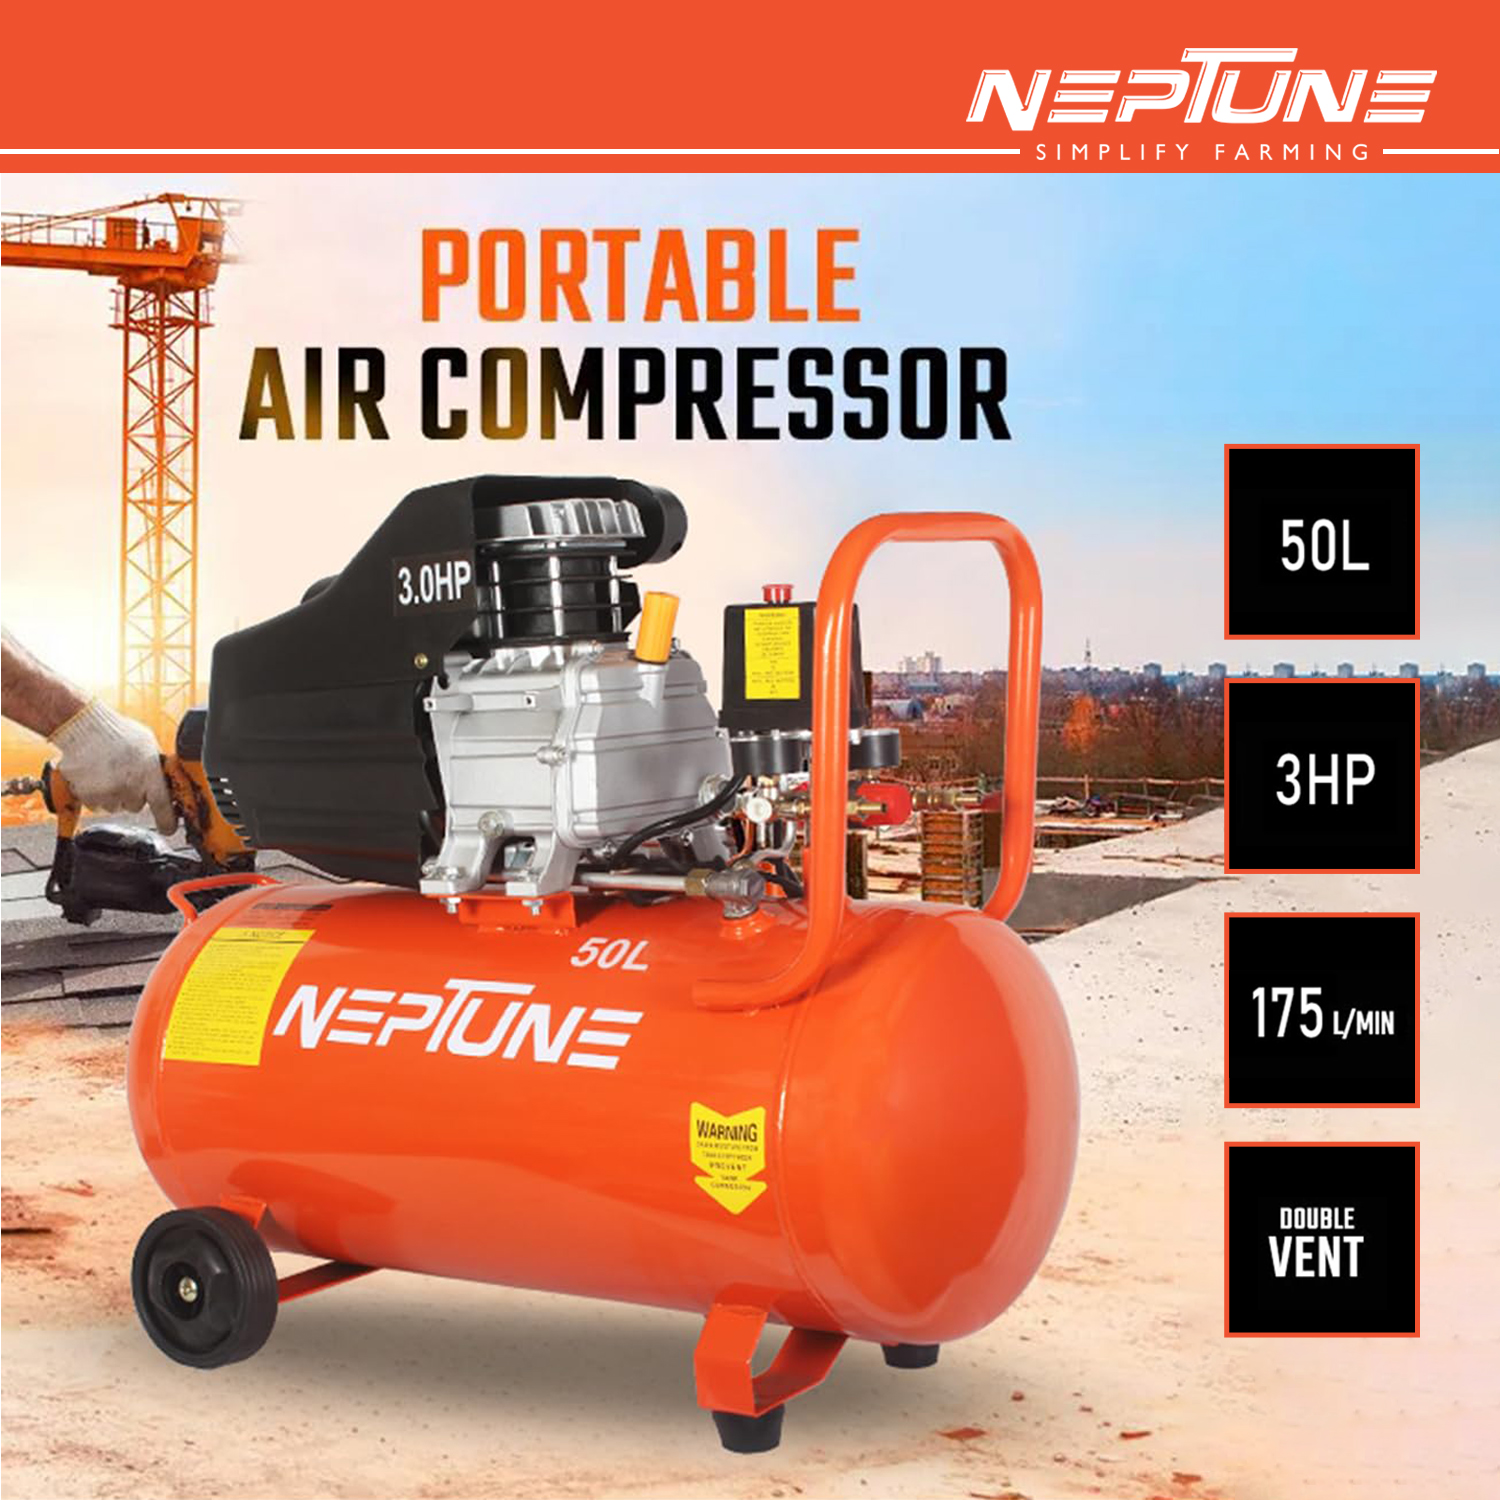 NEPTUNE
SIMPLIFY FARMING
PORTABLE
AIR COMPRESSOR
3.0HP
50L
NEPTUNE
WARNING
50L
3HP
175 L/MIN
DOUBLE
VENT